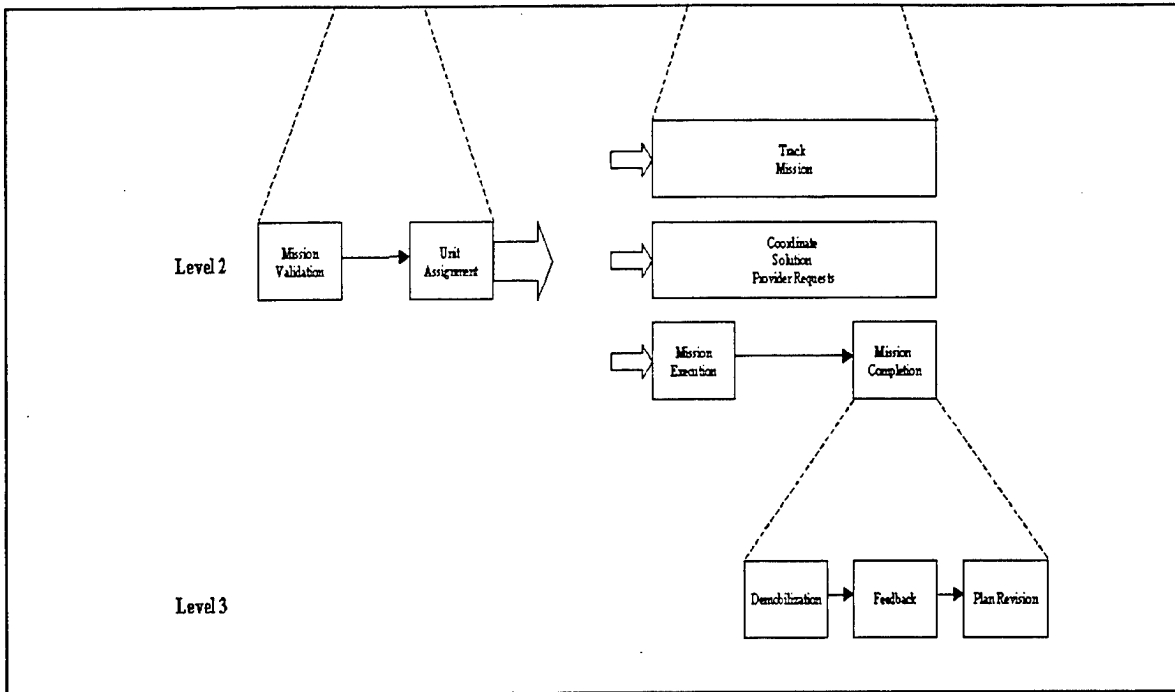 Track
Mission
Level 2
Mission
Validation
Unit
Assignment
Coordinate
Solution
Provider Requests
Mission
Execution
Mission
Completion
Level 3
Demobilization
Feedback
Plan Revision